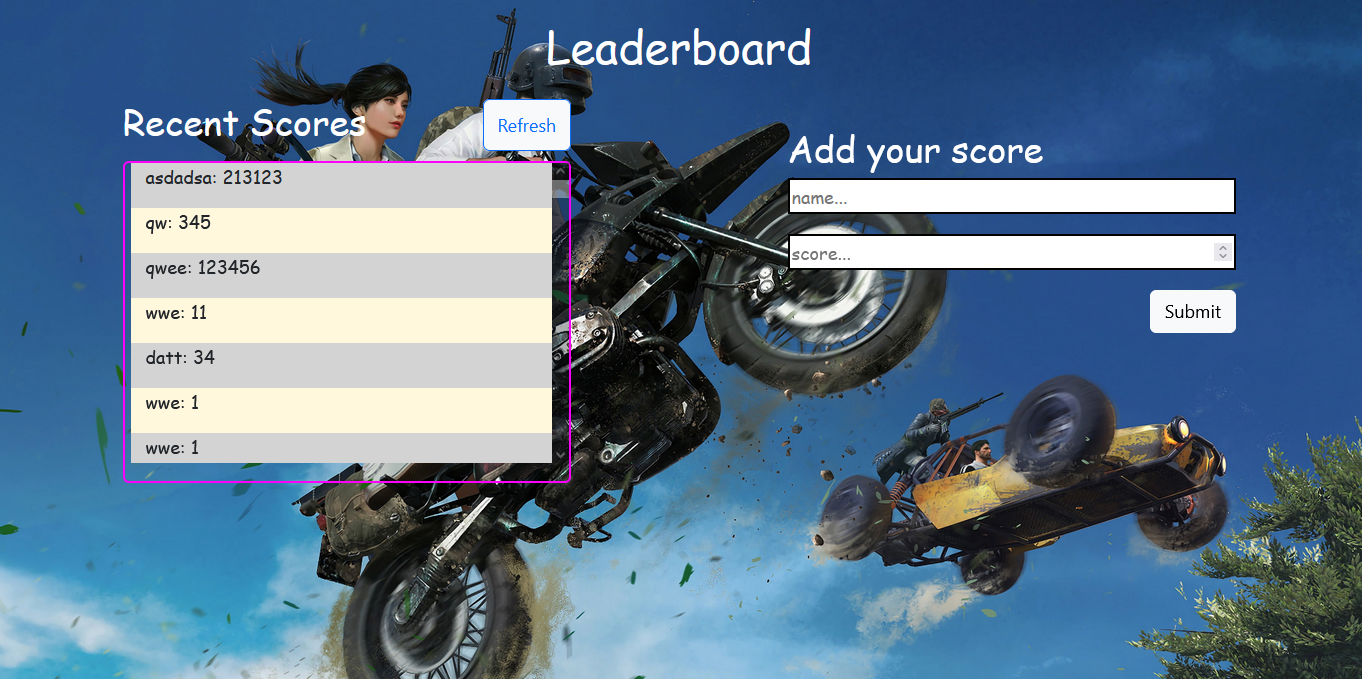 Leaderboard
Recent Scores
Refresh
asdadsa: 213123
qw: 345
qwee: 123456
wwe: 11
datt: 34
wwe: 1
wwe: 1
Add your score
name...
score...
Submit